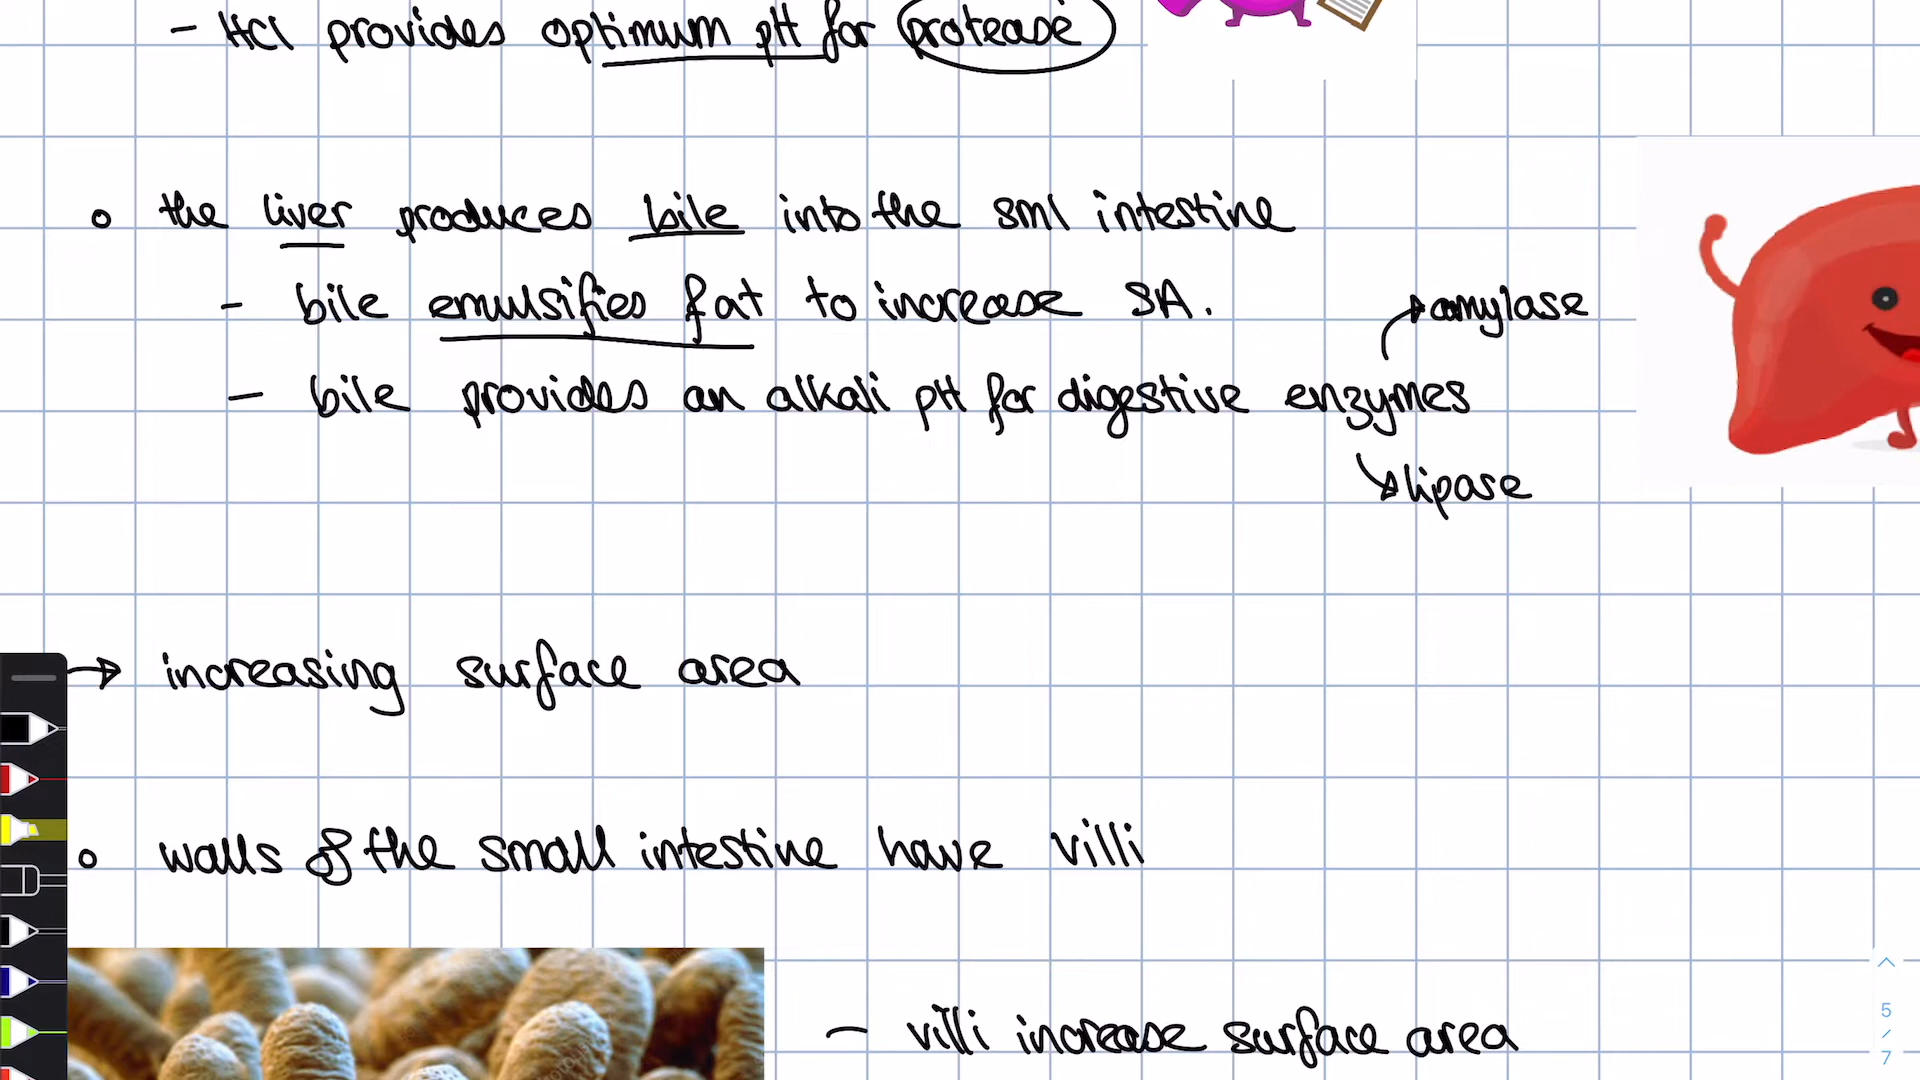 - HCl provides optimum pH for protease
o the liver produces bile into the sml intestine
- bile emulsifies fat to increase SA.
→ amylase
- bile provides an alkali pH for digestive enzymes
↘ lipase
→ increasing surface area
o walls of the small intestine have villi
- villi increase surface area
5
/
7